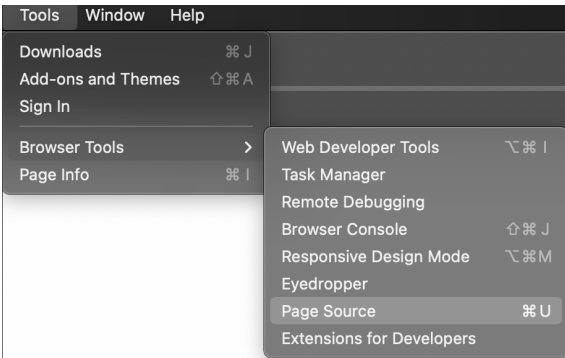 Tools Window Help
Downloads ⌘ J
Add-ons and Themes ⇧ ⌘ A
Sign In
Browser Tools >
Page Info ⌘ I
Web Developer Tools ⌥ ⌘ I
Task Manager
Remote Debugging
Browser Console ⇧ ⌘ J
Responsive Design Mode ⌥ ⌘ M
Eyedropper
Page Source ⌘ U
Extensions for Developers